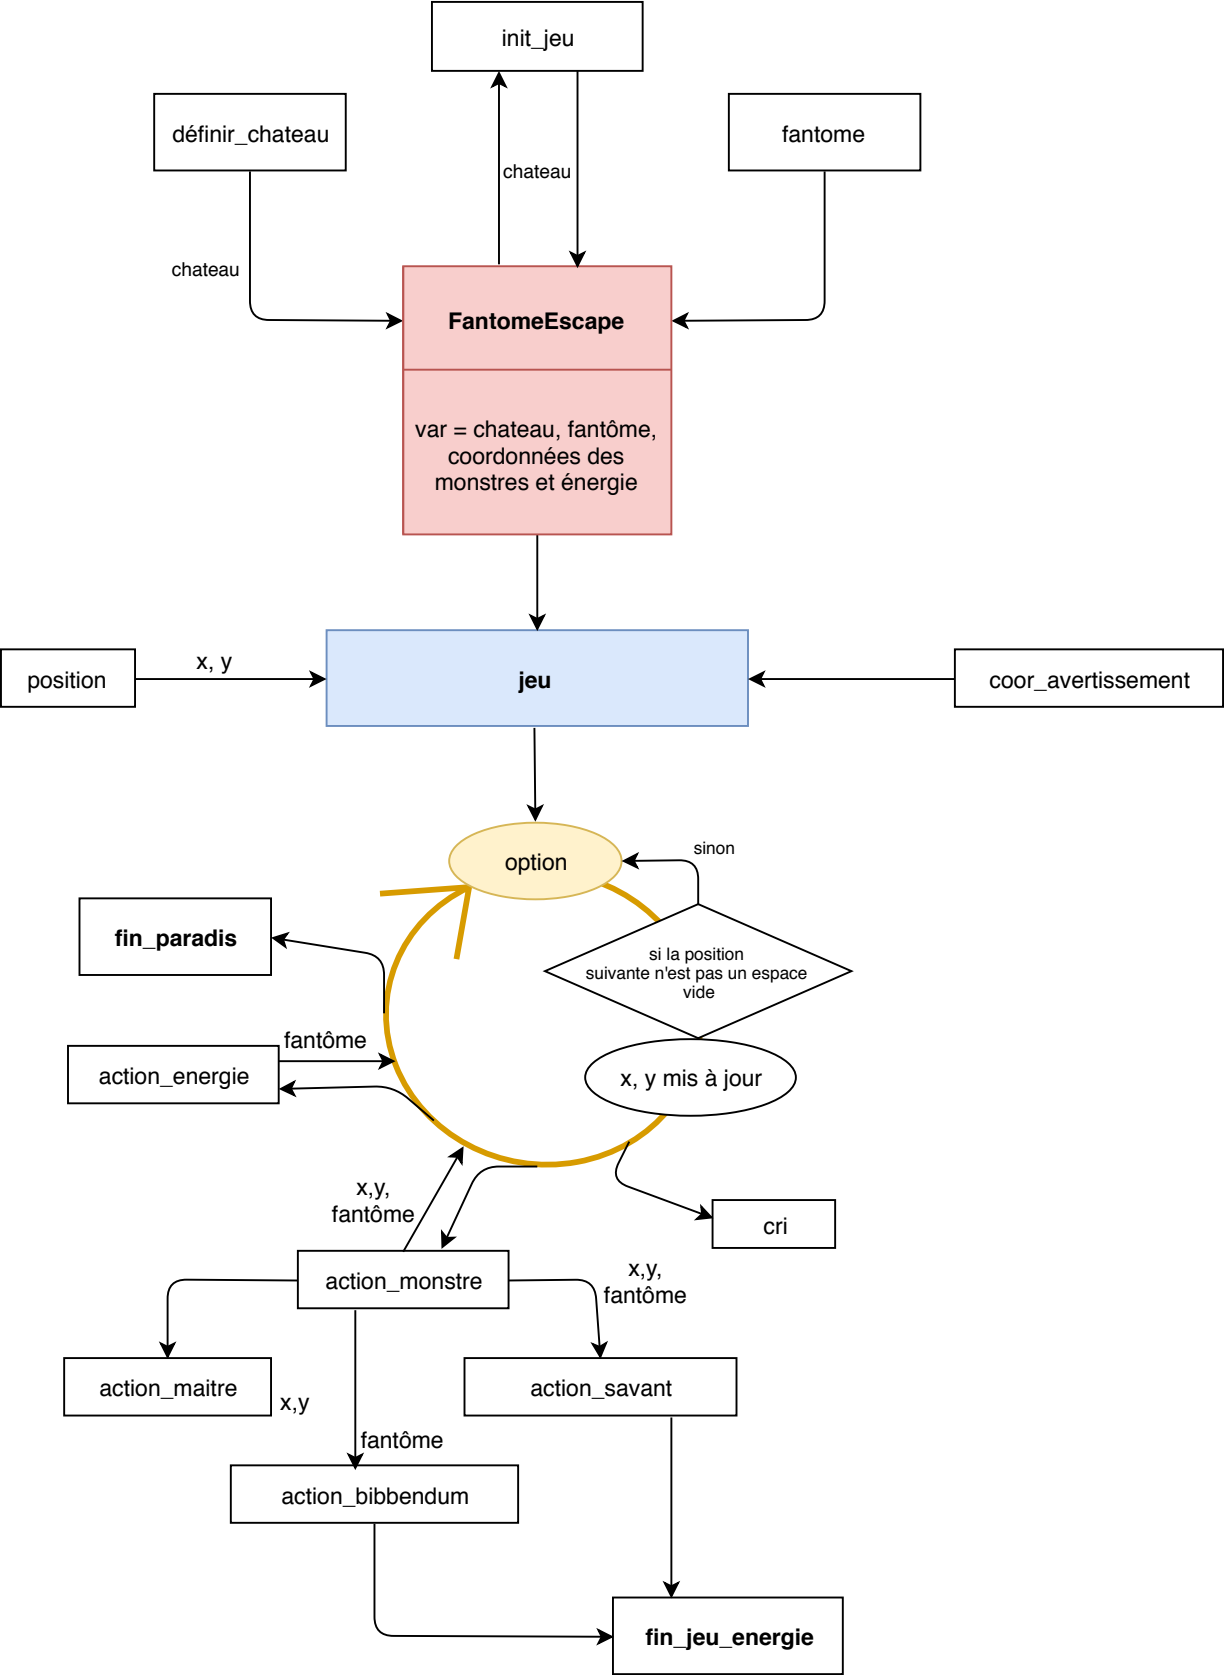 init_jeu
définir_chateau
fantome
chateau
chateau
FantomeEscape
var = chateau, fantôme,
coordonnées des
monstres et énergie
position
x, y
jeu
coor_avertissement
option
sinon
fin_paradis
si la position
suivante n'est pas un espace
vide
fantôme
action_energie
x, y mis à jour
x,y,
fantôme
cri
action_monstre
x,y,
fantôme
action_maitre
x,y
action_savant
fantôme
action_bibbendum
fin_jeu_energie